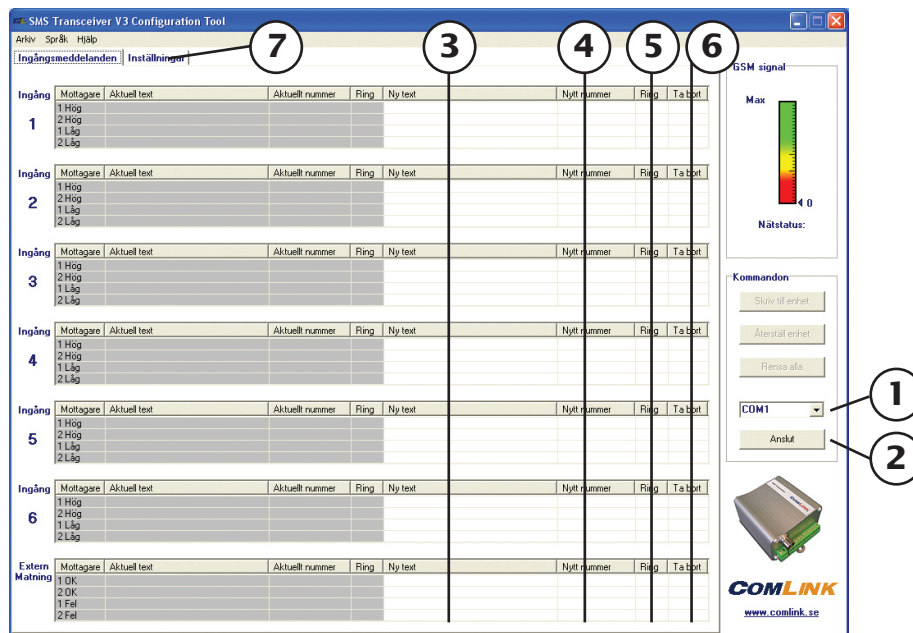 SMS Transceiver V3 Configuration Tool
Arkiv Språk Hjälp
Ingångsmeddelanden Inställningar
7 3 4 5 6
GSM signal
Max
0
Nätstatus:
Ingång Mottagare Aktuell text Aktuellt nummer Ring Ny text Nytt nummer Ring Ta bort
1
1 Hög
2 Hög
1 Låg
2 Låg
Ingång Mottagare Aktuell text Aktuellt nummer Ring Ny text Nytt nummer Ring Ta bort
2
1 Hög
2 Hög
1 Låg
2 Låg
Ingång Mottagare Aktuell text Aktuellt nummer Ring Ny text Nytt nummer Ring Ta bort
3
1 Hög
2 Hög
1 Låg
2 Låg
Ingång Mottagare Aktuell text Aktuellt nummer Ring Ny text Nytt nummer Ring Ta bort
4
1 Hög
2 Hög
1 Låg
2 Låg
Ingång Mottagare Aktuell text Aktuellt nummer Ring Ny text Nytt nummer Ring Ta bort
5
1 Hög
2 Hög
1 Låg
2 Låg
Ingång Mottagare Aktuell text Aktuellt nummer Ring Ny text Nytt nummer Ring Ta bort
6
1 Hög
2 Hög
1 Låg
2 Låg
Extern Matning Mottagare Aktuell text Aktuellt nummer Ring Ny text Nytt nummer Ring Ta bort
1 OK
2 OK
1 Fel
2 Fel
Kommandon
Skriv till enhet
Återställ enhet
Rensa alla
COM1
1
Anslut
2
COMLINK
COMLINK
www.comlink.se